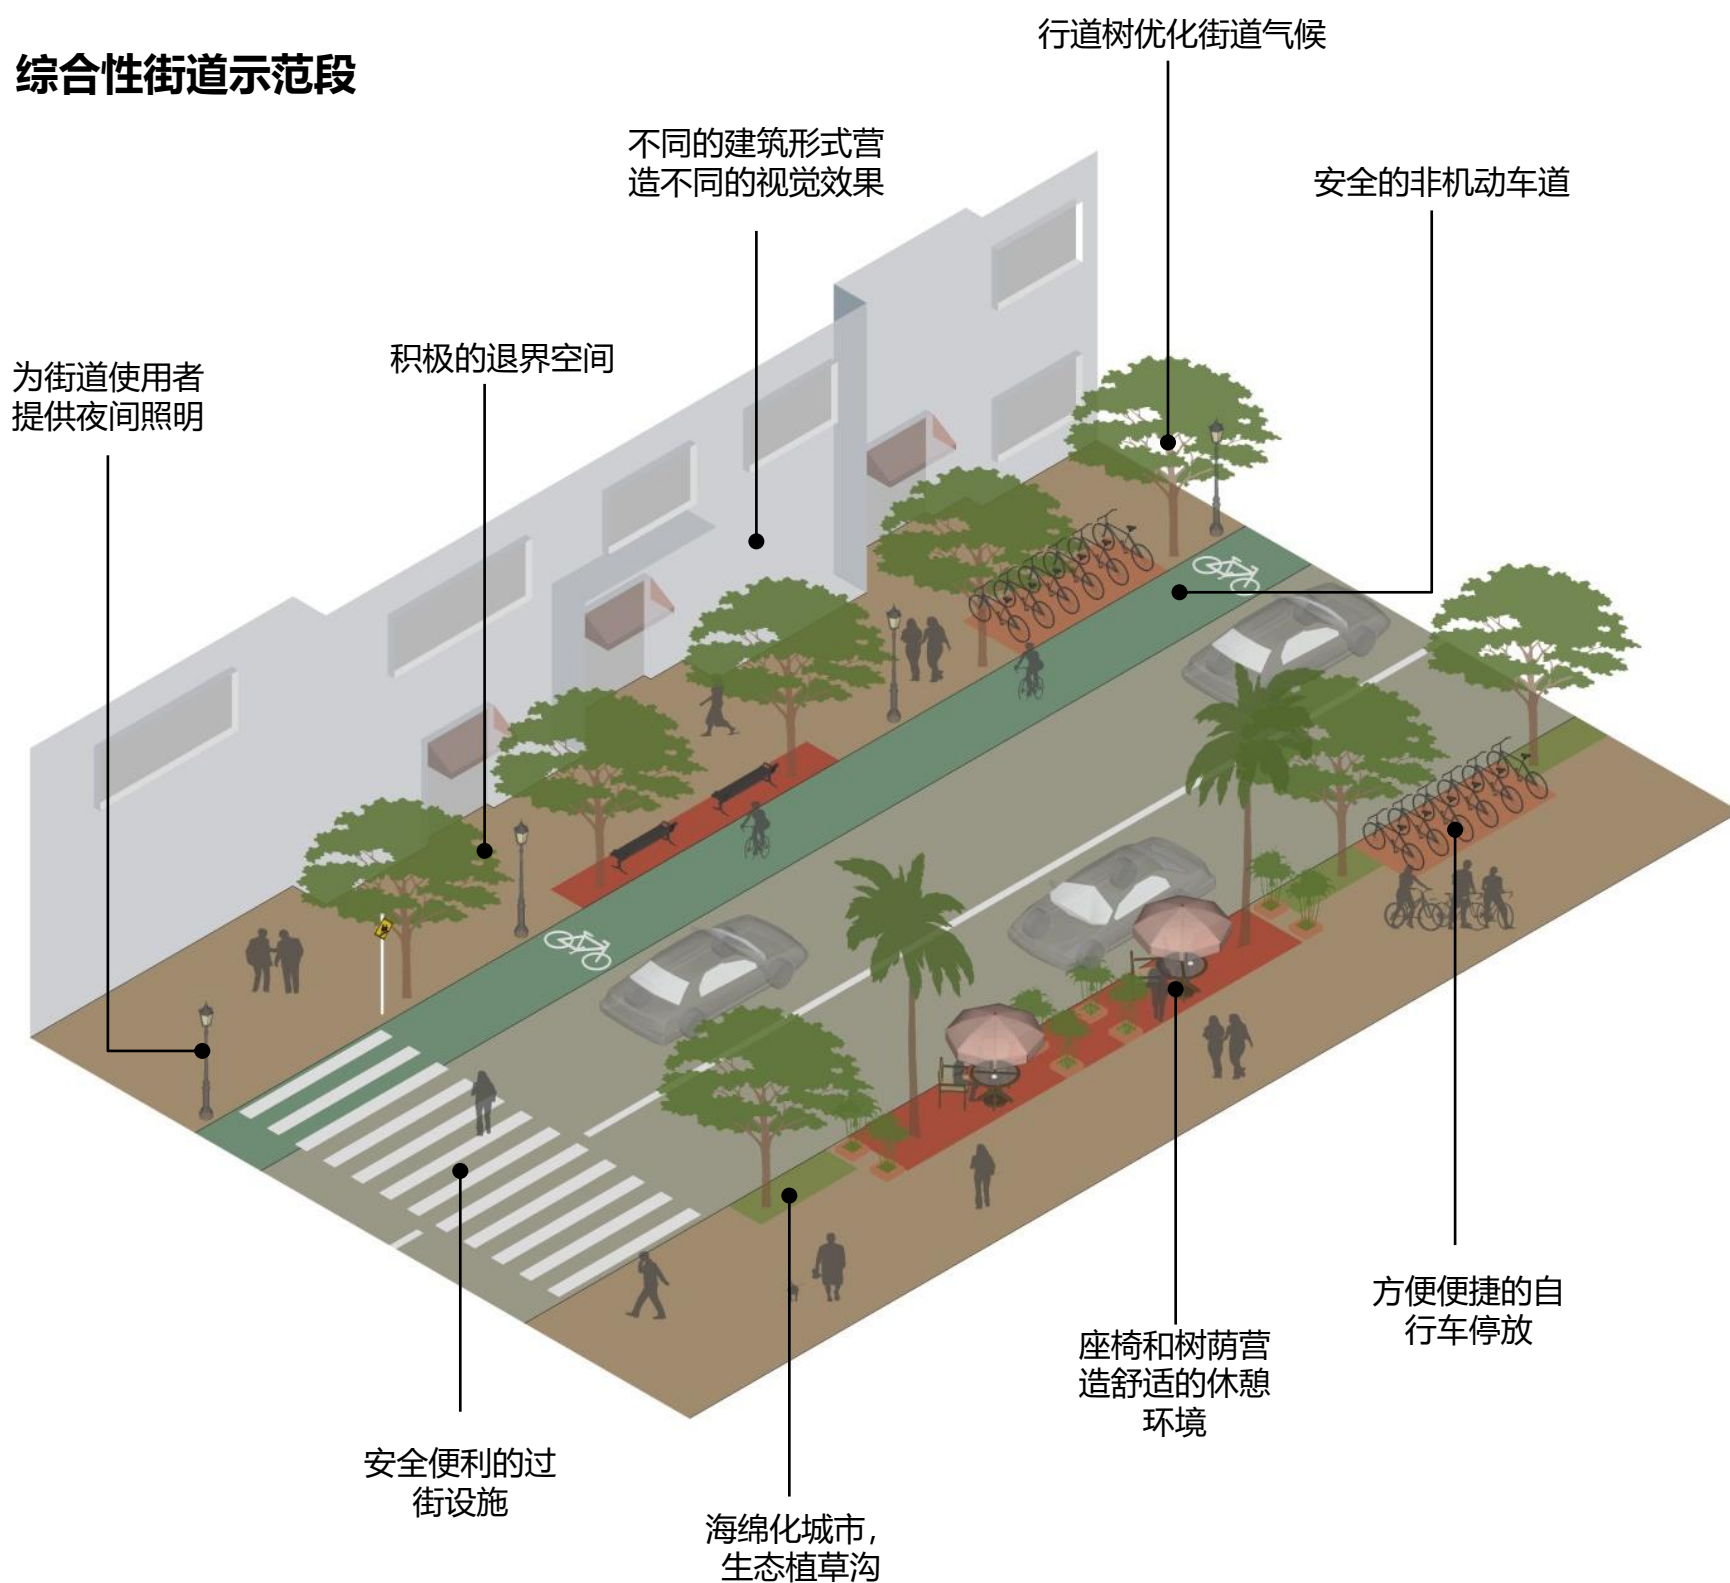 综合性街道示范段
行道树优化街道气候
不同的建筑形式营
造不同的视觉效果
安全的非机动车道
积极的退界空间
为街道使用者
提供夜间照明
方便便捷的自
行车停放
座椅和树荫营
造舒适的休憩
环境
安全便利的过
街设施
海绵化城市，
生态植草沟